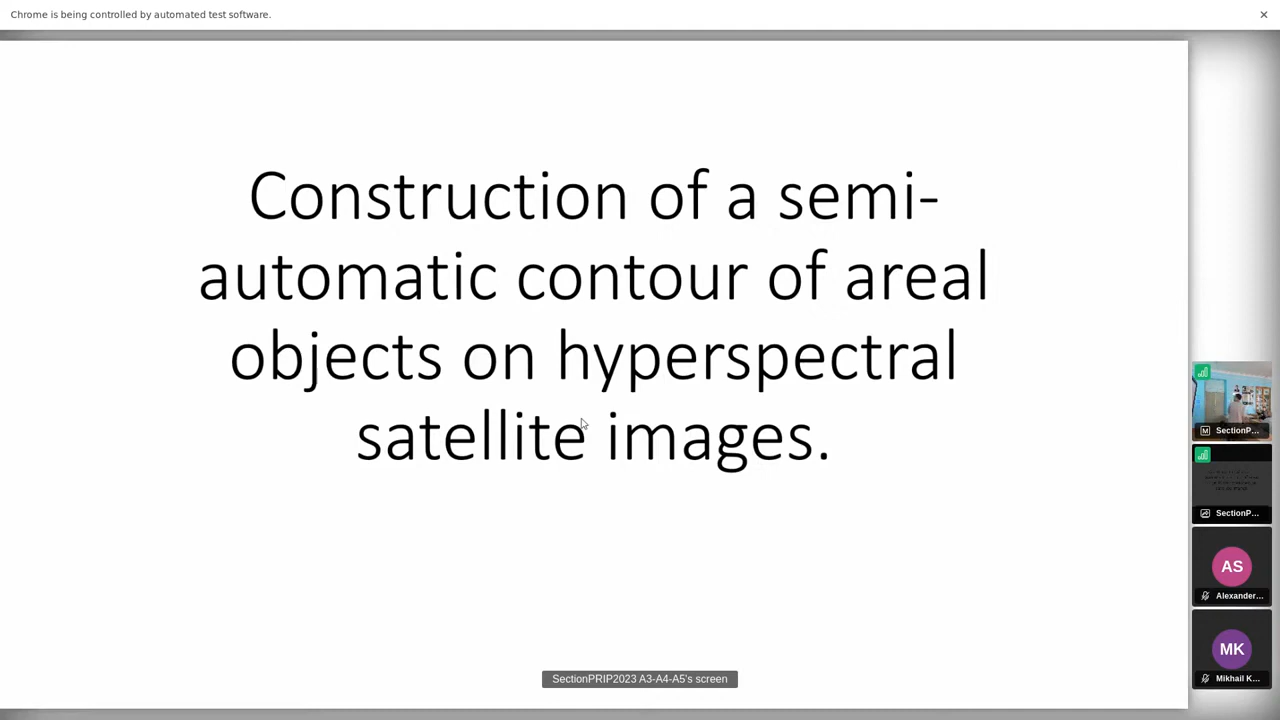 Chrome is being controlled by automated test software.
Construction of a semi-
automatic contour of areal
objects on hyperspectral
satellite images.
M SectionP...
SectionP...
AS
Alexander...
MK
Mikhail K...
SectionPRIP2023 A3-A4-A5's screen